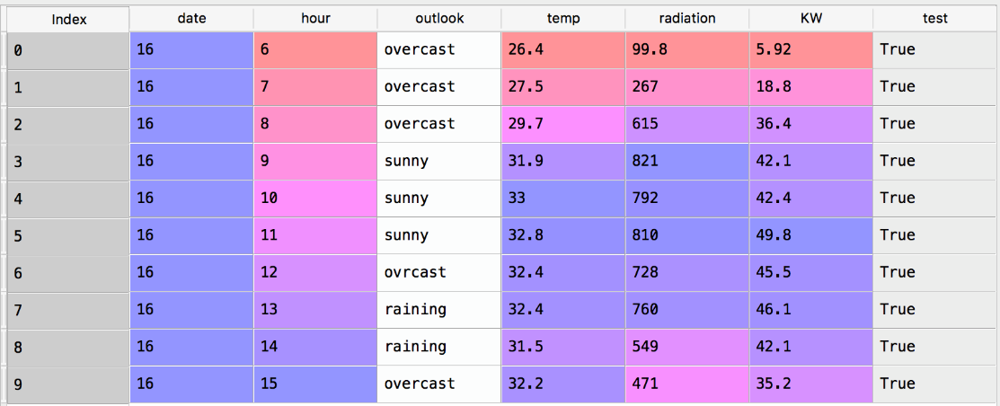 Index date hour outlook temp radiation KW test
0 16 6 overcast 26.4 99.8 5.92 True
1 16 7 overcast 27.5 267 18.8 True
2 16 8 overcast 29.7 615 36.4 True
3 16 9 sunny 31.9 821 42.1 True
4 16 10 sunny 33 792 42.4 True
5 16 11 sunny 32.8 810 49.8 True
6 16 12 ovrcast 32.4 728 45.5 True
7 16 13 raining 32.4 760 46.1 True
8 16 14 raining 31.5 549 42.1 True
9 16 15 overcast 32.2 471 35.2 True